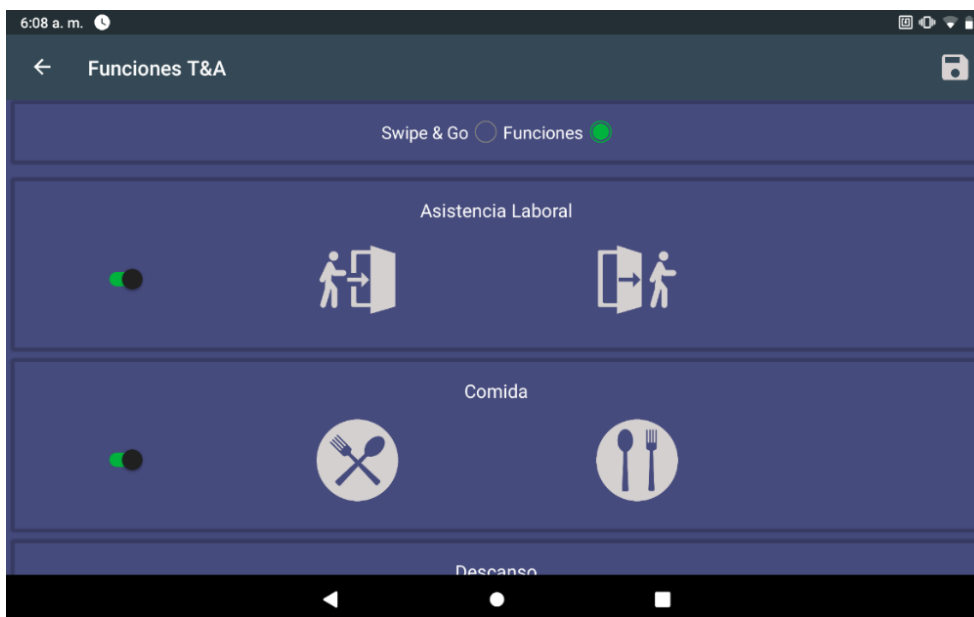 6:08 a. m.
Funciones T&A
Swipe & Go Funciones
Asistencia Laboral
Comida
Descanso